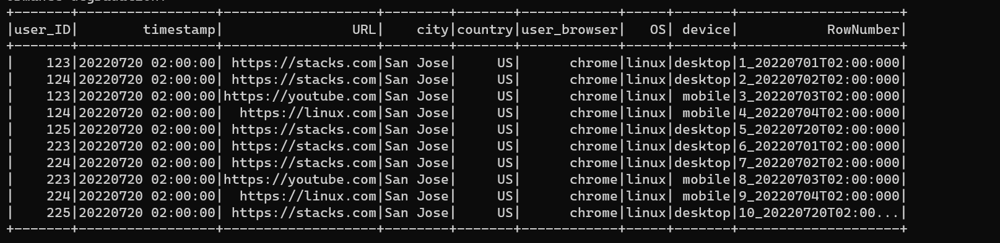 +-------+-----------------+-------------------+--------+-------+------------+-----+-------+--------------------+
|user_ID|        timestamp|                URL|    city|country|user_browser|   OS| device|           RowNumber|
+-------+-----------------+-------------------+--------+-------+------------+-----+-------+--------------------+
|    123|20220720 02:00:00| https://stacks.com|San Jose|     US|      chrome|linux|desktop|1_20220701T02:00:000|
|    124|20220720 02:00:00| https://stacks.com|San Jose|     US|      chrome|linux|desktop|2_20220702T02:00:000|
|    123|20220720 02:00:00|https://youtube.com|San Jose|     US|      chrome|linux| mobile|3_20220703T02:00:000|
|    124|20220720 02:00:00|  https://linux.com|San Jose|     US|      chrome|linux| mobile|4_20220704T02:00:000|
|    125|20220720 02:00:00| https://stacks.com|San Jose|     US|      chrome|linux|desktop|5_20220720T02:00:000|
|    223|20220720 02:00:00| https://stacks.com|San Jose|     US|      chrome|linux|desktop|6_20220701T02:00:000|
|    224|20220720 02:00:00| https://stacks.com|San Jose|     US|      chrome|linux|desktop|7_20220702T02:00:000|
|    223|20220720 02:00:00|https://youtube.com|San Jose|     US|      chrome|linux| mobile|8_20220703T02:00:000|
|    224|20220720 02:00:00|  https://linux.com|San Jose|     US|      chrome|linux| mobile|9_20220704T02:00:000|
|    225|20220720 02:00:00| https://stacks.com|San Jose|     US|      chrome|linux|desktop|10_20220720T02:00...|
+-------+-----------------+-------------------+--------+-------+------------+-----+-------+--------------------+